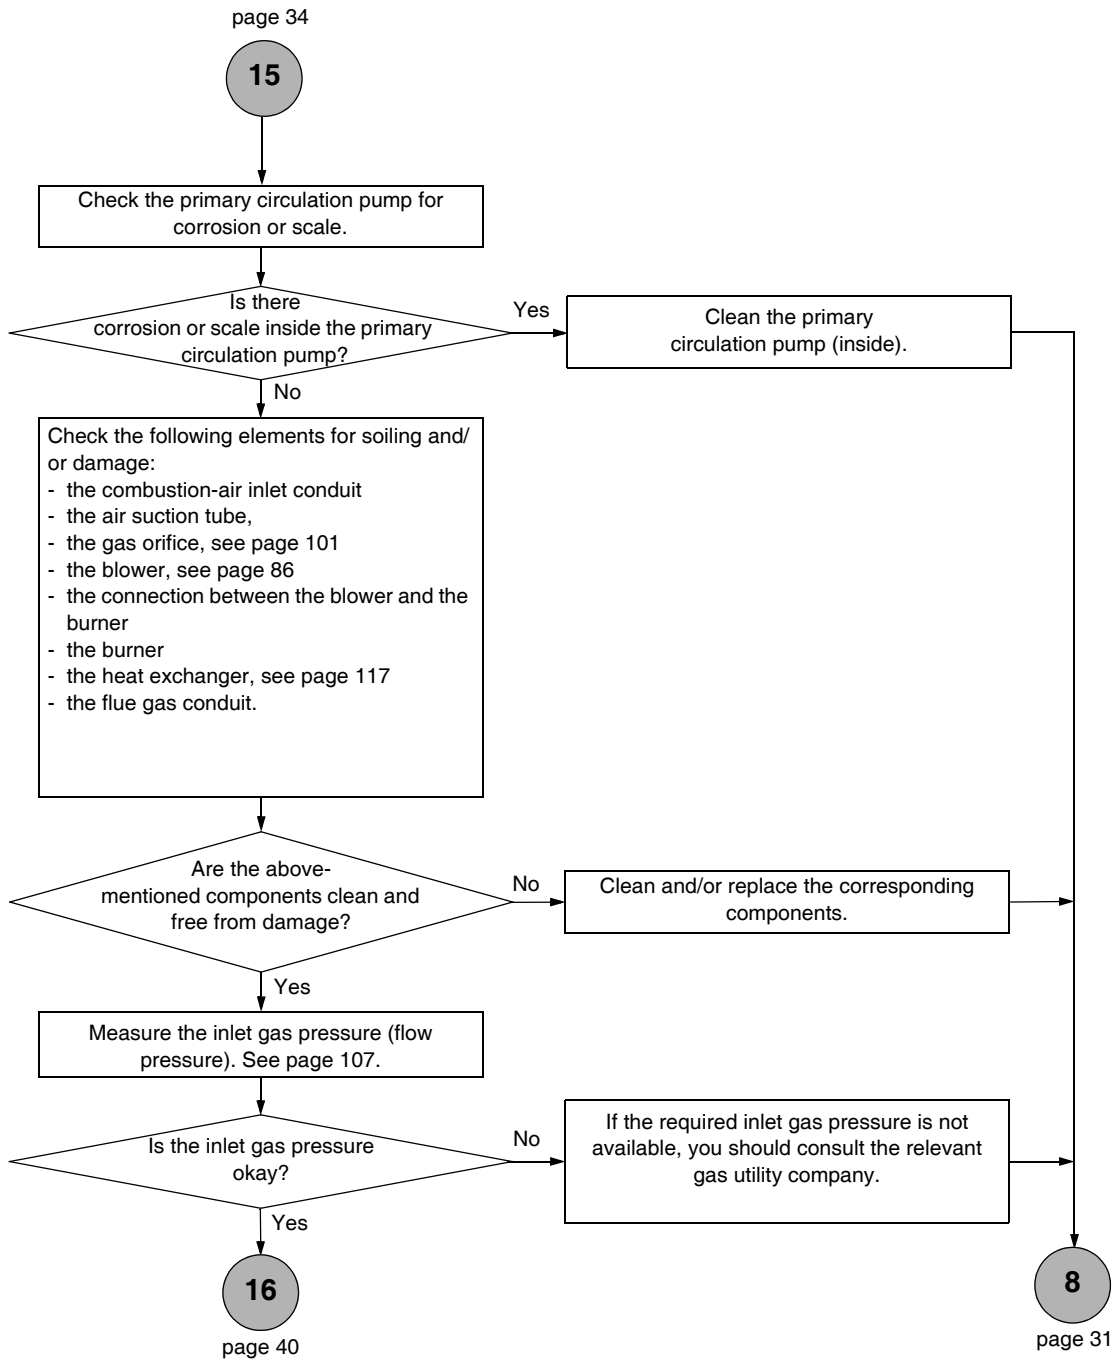 page 34
15
Check the primary circulation pump for
corrosion or scale.
Is there
corrosion or scale inside the primary
circulation pump?
Yes
Clean the primary
circulation pump (inside).
No
Check the following elements for soiling and/
or damage:
- the combustion-air inlet conduit
- the air suction tube,
- the gas orifice, see page 101
- the blower, see page 86
- the connection between the blower and the
burner
- the burner
- the heat exchanger, see page 117
- the flue gas conduit.
Are the above-
mentioned components clean and
free from damage?
No
Clean and/or replace the corresponding
components.
Yes
Measure the inlet gas pressure (flow
pressure). See page 107.
Is the inlet gas pressure
okay?
No
If the required inlet gas pressure is not
available, you should consult the relevant
gas utility company.
Yes
16
page 40
8
page 31